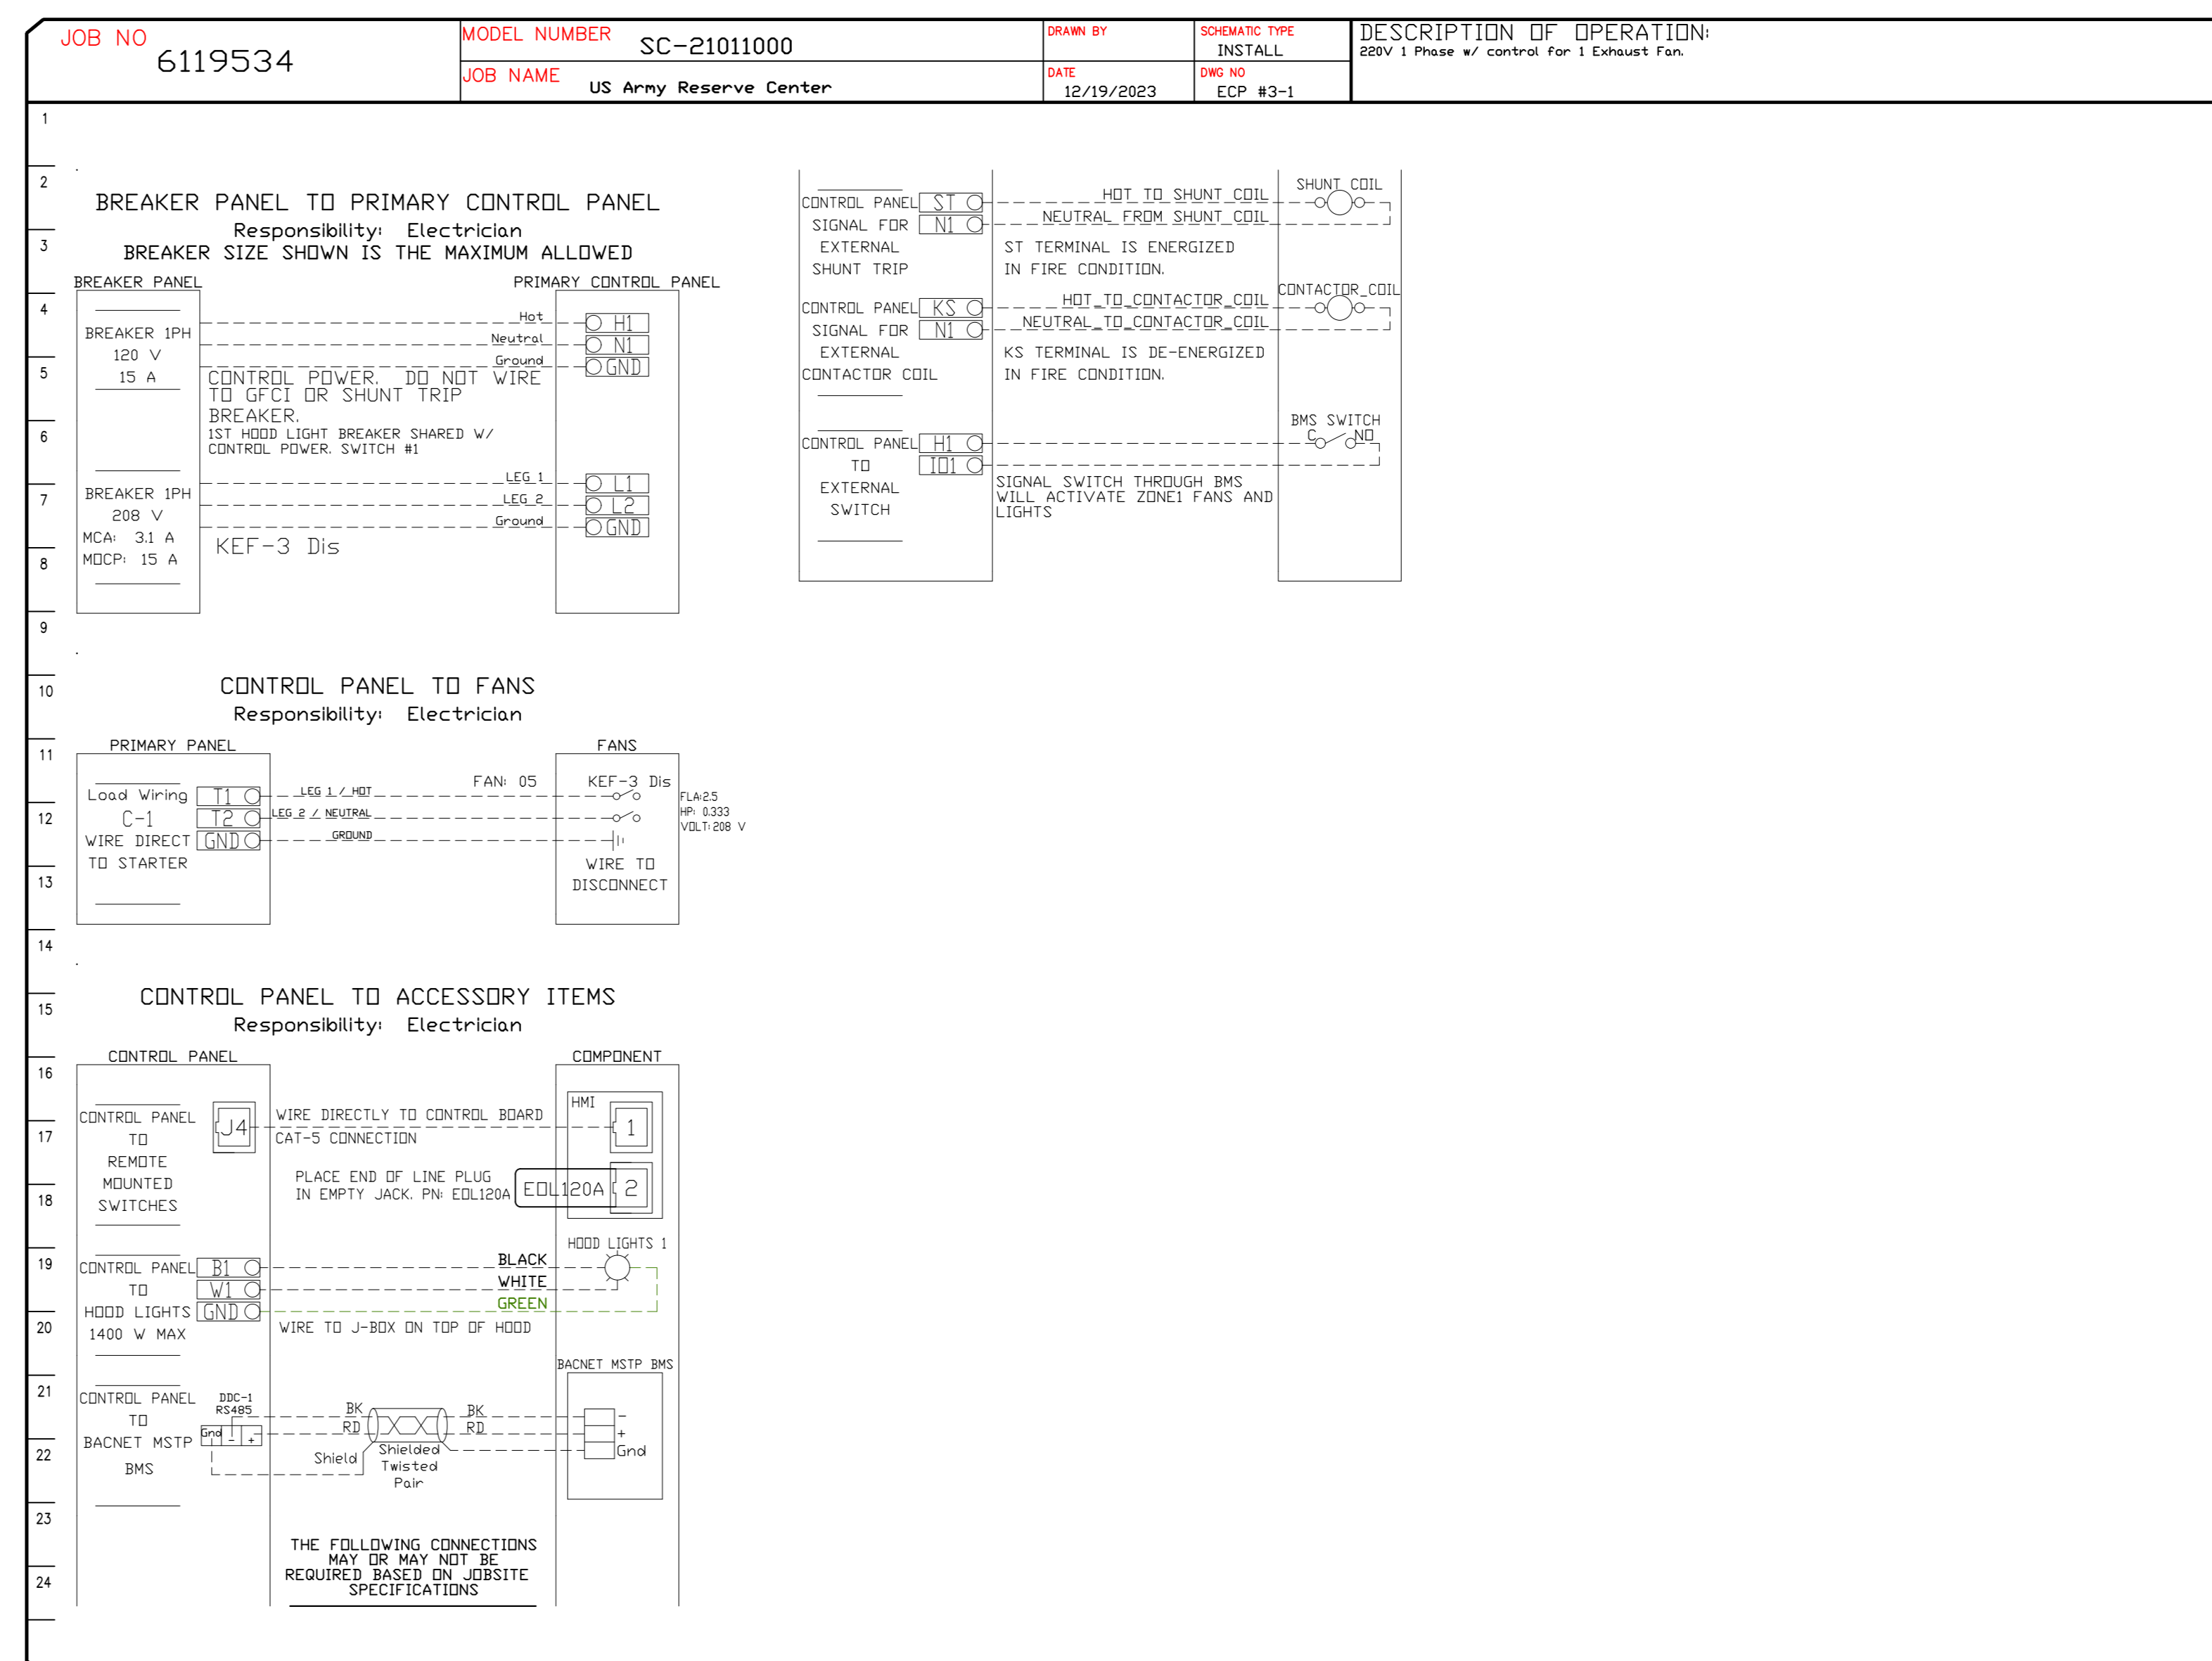 JOB NO
6119534
MODEL NUMBER
SC-21011000
JOB NAME
US Army Reserve Center
DRAWN BY
DATE
12/19/2023
SCHEMATIC TYPE
INSTALL
DWG NO
ECP #3-1
DESCRIPTION OF OPERATION:
220V 1 Phase w/ control for 1 Exhaust Fan.
1
2
3
4
5
6
7
8
9
10
11
12
13
14
15
16
17
18
19
20
21
22
23
24
BREAKER PANEL TO PRIMARY CONTROL PANEL
Responsibility: Electrician
BREAKER SIZE SHOWN IS THE MAXIMUM ALLOWED
BREAKER PANEL
PRIMARY CONTROL PANEL
BREAKER 1PH
120 V
15 A
Hot
H1
Neutral
N1
Ground
GND
CONTROL POWER. DO NOT WIRE
TO GFCI OR SHUNT TRIP
BREAKER.
1ST HOOD LIGHT BREAKER SHARED W/
CONTROL POWER. SWITCH #1
BREAKER 1PH
208 V
MCA: 3.1 A
MOCP: 15 A
LEG 1
L1
LEG 2
L2
Ground
GND
KEF-3 Dis
CONTROL PANEL TO FANS
Responsibility: Electrician
PRIMARY PANEL
FANS
Load Wiring
C-1
WIRE DIRECT
TO STARTER
T1
T2
GND
LEG 1 / HOT
LEG 2 / NEUTRAL
GROUND
FAN: 05
KEF-3 Dis
FLA:2.5
HP: 0.333
VOLT: 208 V
WIRE TO
DISCONNECT
CONTROL PANEL TO ACCESSORY ITEMS
Responsibility: Electrician
CONTROL PANEL
COMPONENT
CONTROL PANEL
TO
REMOTE
MOUNTED
SWITCHES
J4
WIRE DIRECTLY TO CONTROL BOARD
CAT-5 CONNECTION
HMI
1
PLACE END OF LINE PLUG
IN EMPTY JACK. PN: EOL120A
EOL120A
2
CONTROL PANEL
TO
HOOD LIGHTS
1400 W MAX
B1
W1
GND
BLACK
WHITE
GREEN
HOOD LIGHTS 1
WIRE TO J-BOX ON TOP OF HOOD
CONTROL PANEL
TO
BACNET MSTP
BMS
DDC-1
RS485
Gnd - +
BK
RD
Shield
Shielded
Twisted
Pair
BK
RD
BACNET MSTP BMS
-
+
Gnd
THE FOLLOWING CONNECTIONS
MAY OR MAY NOT BE
REQUIRED BASED ON JOBSITE
SPECIFICATIONS
CONTROL PANEL
SIGNAL FOR
EXTERNAL
SHUNT TRIP
ST
N1
HOT TO SHUNT COIL
NEUTRAL FROM SHUNT COIL
SHUNT COIL
ST TERMINAL IS ENERGIZED
IN FIRE CONDITION.
CONTROL PANEL
SIGNAL FOR
EXTERNAL
CONTACTOR COIL
KS
N1
HOT TO CONTACTOR COIL
NEUTRAL TO CONTACTOR COIL
CONTACTOR COIL
KS TERMINAL IS DE-ENERGIZED
IN FIRE CONDITION.
CONTROL PANEL
TO
EXTERNAL
SWITCH
H1
IO1
BMS SWITCH
C
NO
SIGNAL SWITCH THROUGH BMS
WILL ACTIVATE ZONE1 FANS AND
LIGHTS